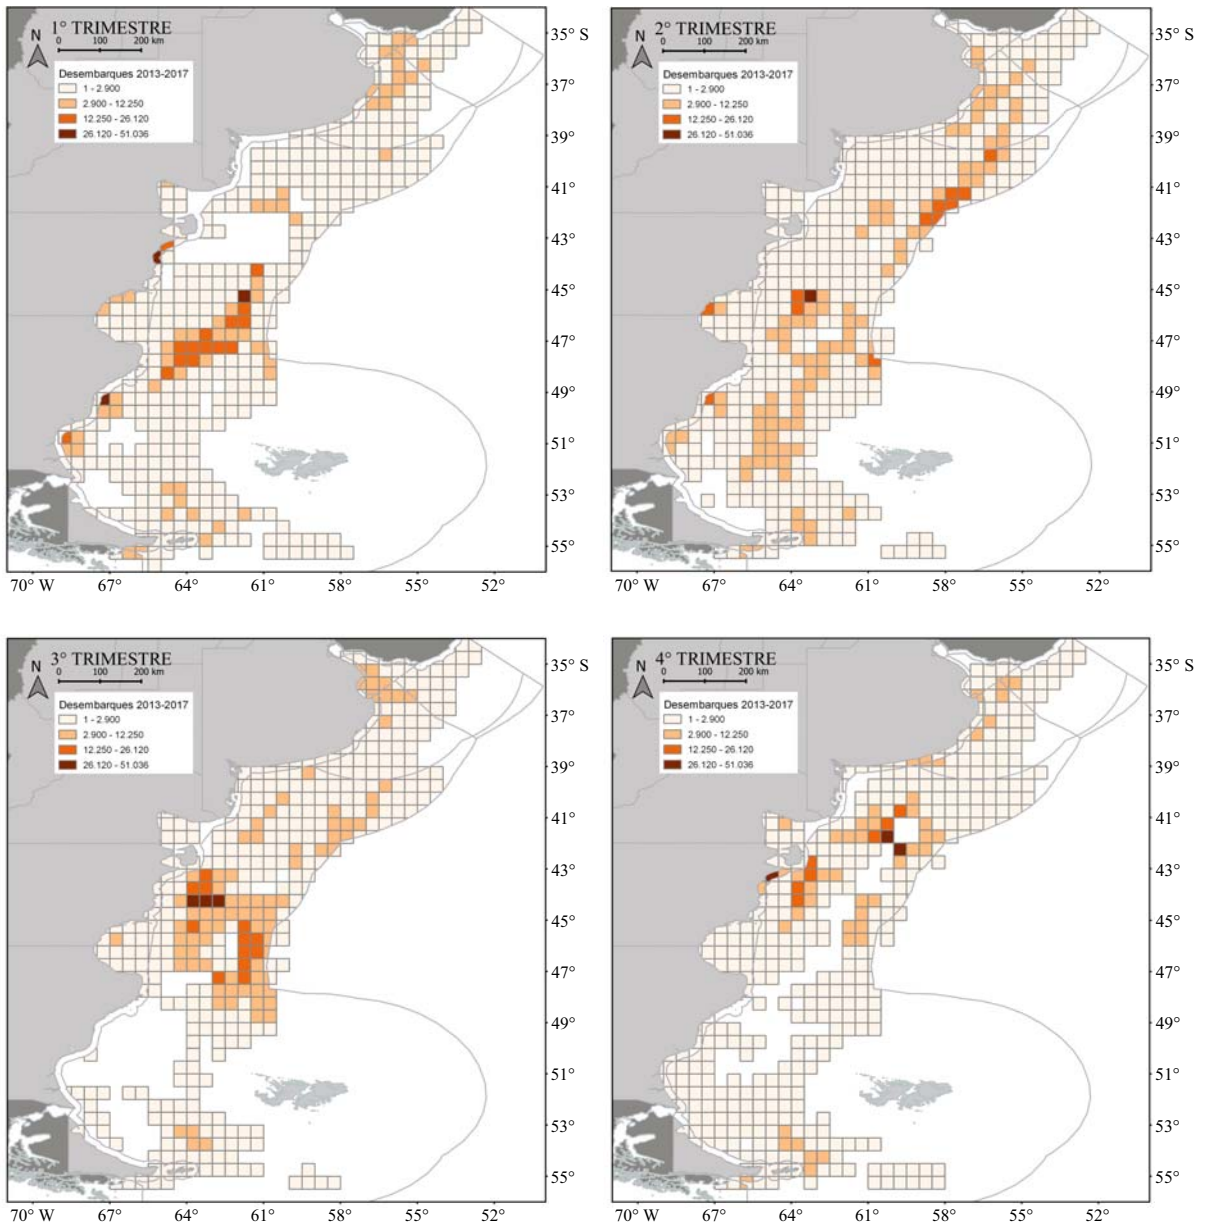 1° TRIMESTRE
N
0 100 200 km
Desembarques 2013-2017
1 - 2.900
2.900 - 12.250
12.250 - 26.120
26.120 - 51.036
35° S
37°
39°
41°
43°
45°
47°
49°
51°
53°
55°
70° W 67° 64° 61° 58° 55° 52°
2° TRIMESTRE
N
0 100 200 km
Desembarques 2013-2017
1 - 2.900
2.900 - 12.250
12.250 - 26.120
26.120 - 51.036
35° S
37°
39°
41°
43°
45°
47°
49°
51°
53°
55°
70° W 67° 64° 61° 58° 55° 52°
3° TRIMESTRE
N
0 100 200 km
Desembarques 2013-2017
1 - 2.900
2.900 - 12.250
12.250 - 26.120
26.120 - 51.036
35° S
37°
39°
41°
43°
45°
47°
49°
51°
53°
55°
70° W 67° 64° 61° 58° 55° 52°
4° TRIMESTRE
N
0 100 200 km
Desembarques 2013-2017
1 - 2.900
2.900 - 12.250
12.250 - 26.120
26.120 - 51.036
35° S
37°
39°
41°
43°
45°
47°
49°
51°
53°
55°
70° W 67° 64° 61° 58° 55° 52°